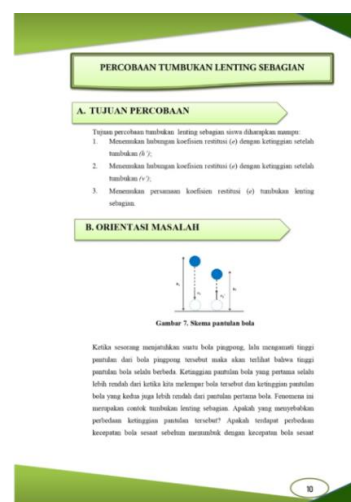 PERCOBAAN TUMBUKAN LENTING SEBAGIAN
A. TUJUAN PERCOBAAN
Tujuan percobaan tumbukan lenting sebagian siswa diharapkan mampu:
1. Menemukan hubungan koefisien restitusi (e) dengan ketinggian setelah
tumbukan (h');
2. Menemukan hubungan koefisien restitusi (e) dengan ketinggian setelah
tumbukan (v');
3. Menemukan persamaan koefisien restitusi (e) tumbukan lenting
sebagian.
B. ORIENTASI MASALAH
Gambar 7. Skema pantulan bola
Ketika seseorang menjatuhkan suatu bola pingpong, lalu mengamati tinggi
pantulan dari bola pingpong tersebut maka akan terlihat bahwa tinggi
pantulan bola selalu berbeda. Ketinggian pantulan bola yang pertama selalu
lebih rendah dari ketika kita melempar bola tersebut dan ketinggian pantulan
bola yang kedua juga lebih rendah dari pantulan pertama bola. Fenomena ini
merupakan contoh tumbukan lenting sebagian. Apakah yang menyebabkan
perbedaan ketinggian pantulan tersebut? Apakah terdapat perbedaan
kecepatan bola sesaat sebelum menumbuk dengan kecepatan bola sesaat
10